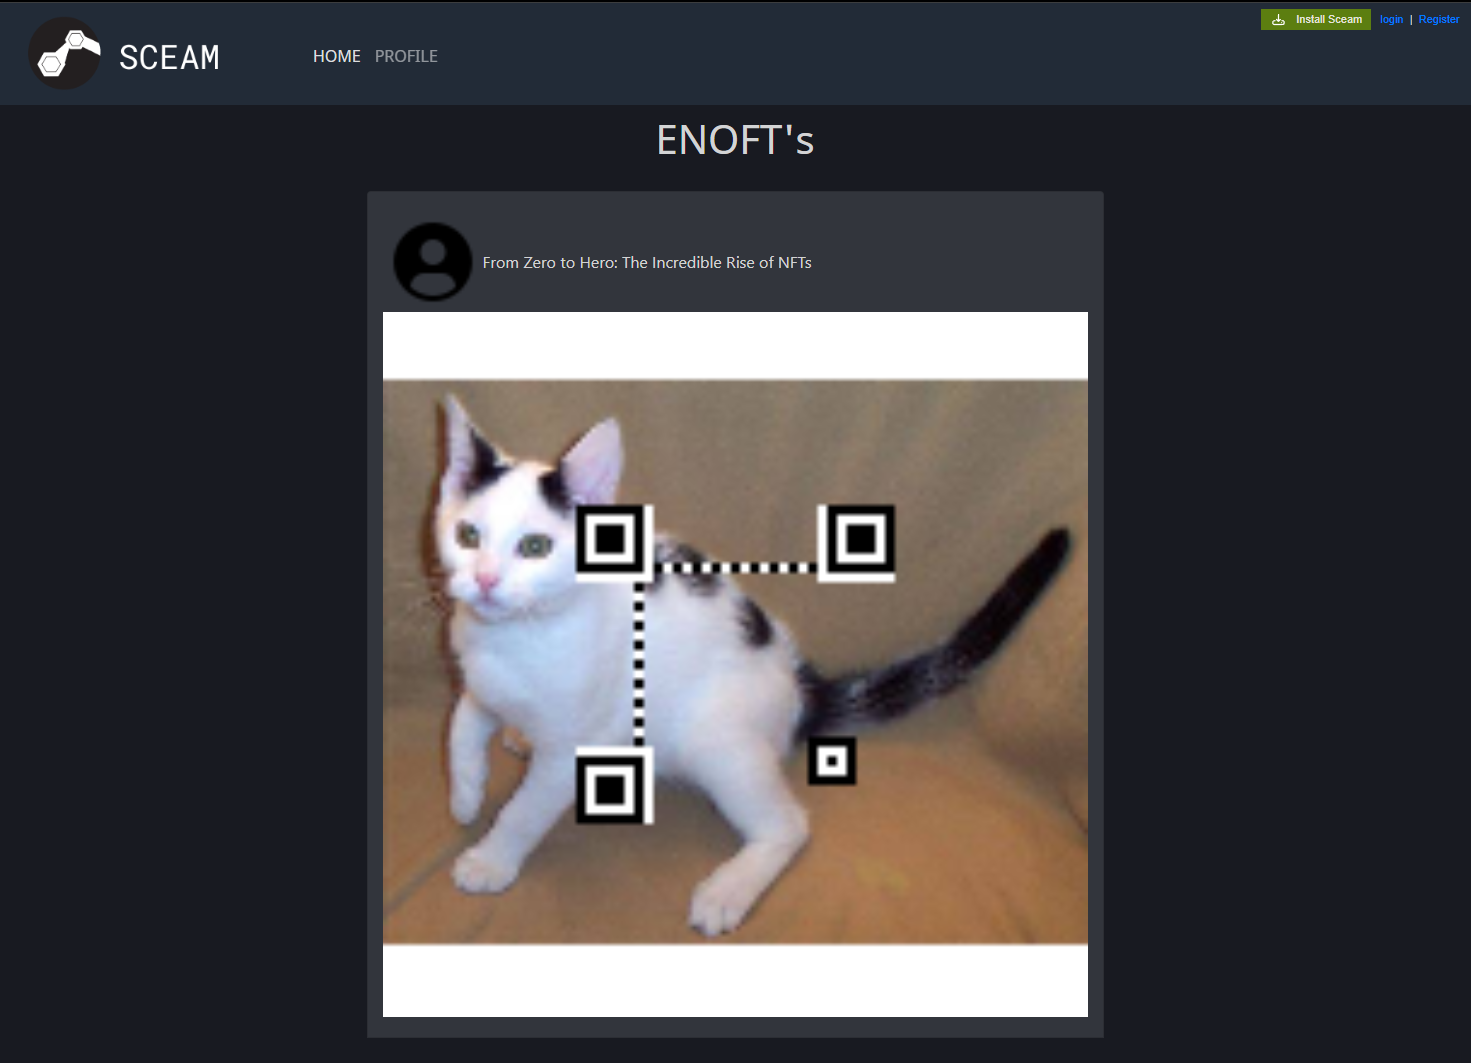 SCEAM
HOME PROFILE
Install Sceam login | Register
ENOFT's
From Zero to Hero: The Incredible Rise of NFTs